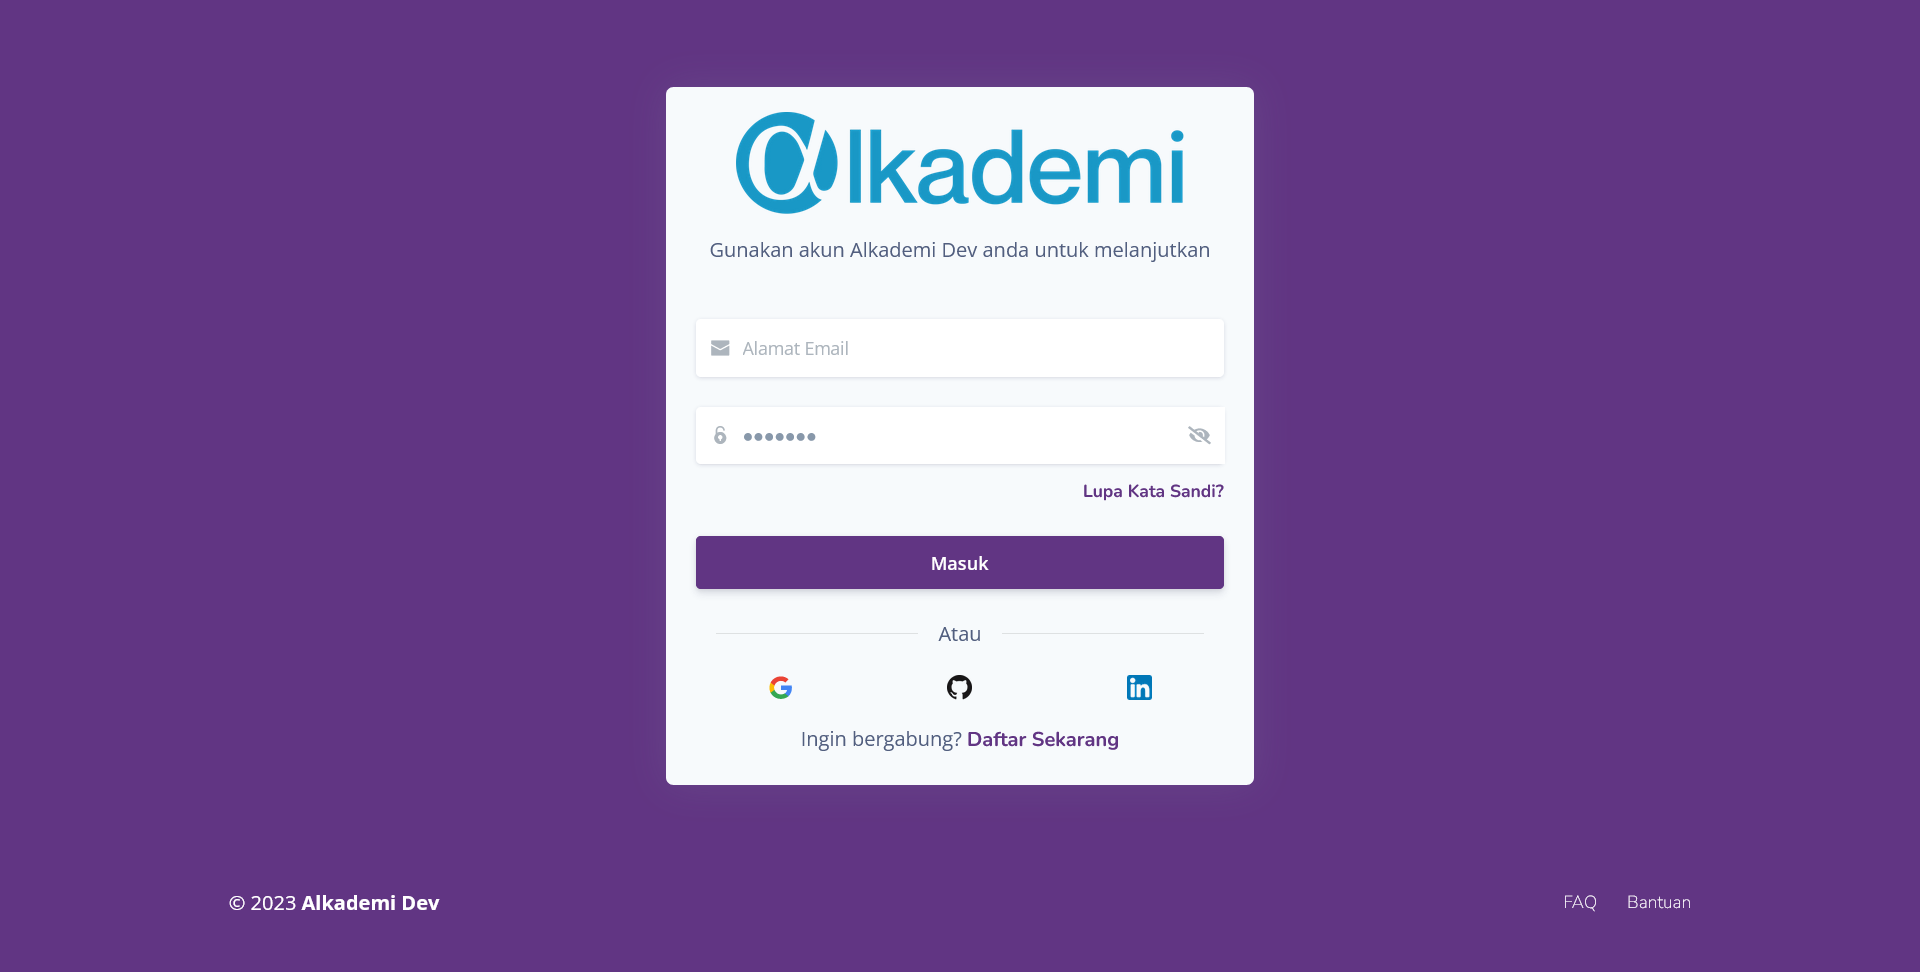 Alkademi
Gunakan akun Alkademi Dev anda untuk melanjutkan
Alamat Email
Lupa Kata Sandi?
Masuk
Atau
Ingin bergabung? Daftar Sekarang
© 2023 Alkademi Dev
FAQ Bantuan